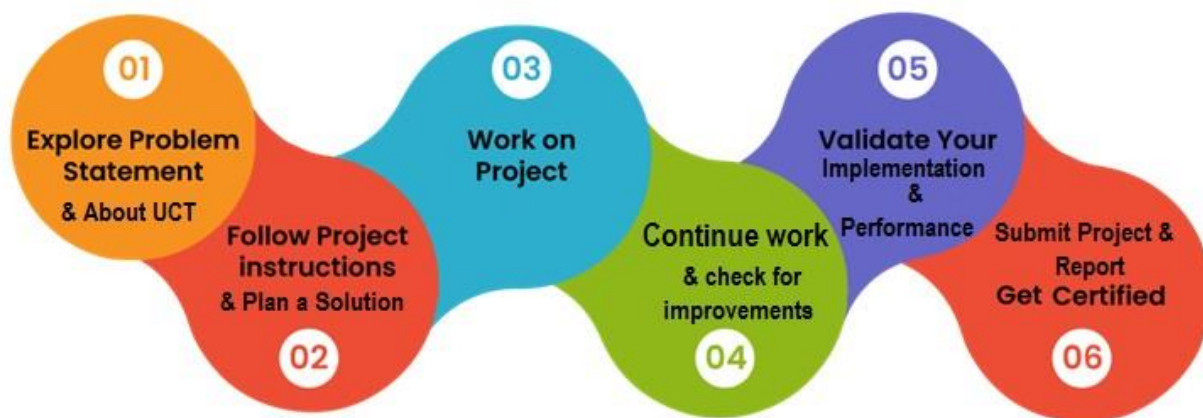 01
Explore Problem
Statement
& About UCT
Follow Project
instructions
& Plan a Solution
02
03
Work on
Project
Continue work
& check for
improvements
04
05
Validate Your
Implementation
&
Performance
Submit Project &
Report
Get Certified
06